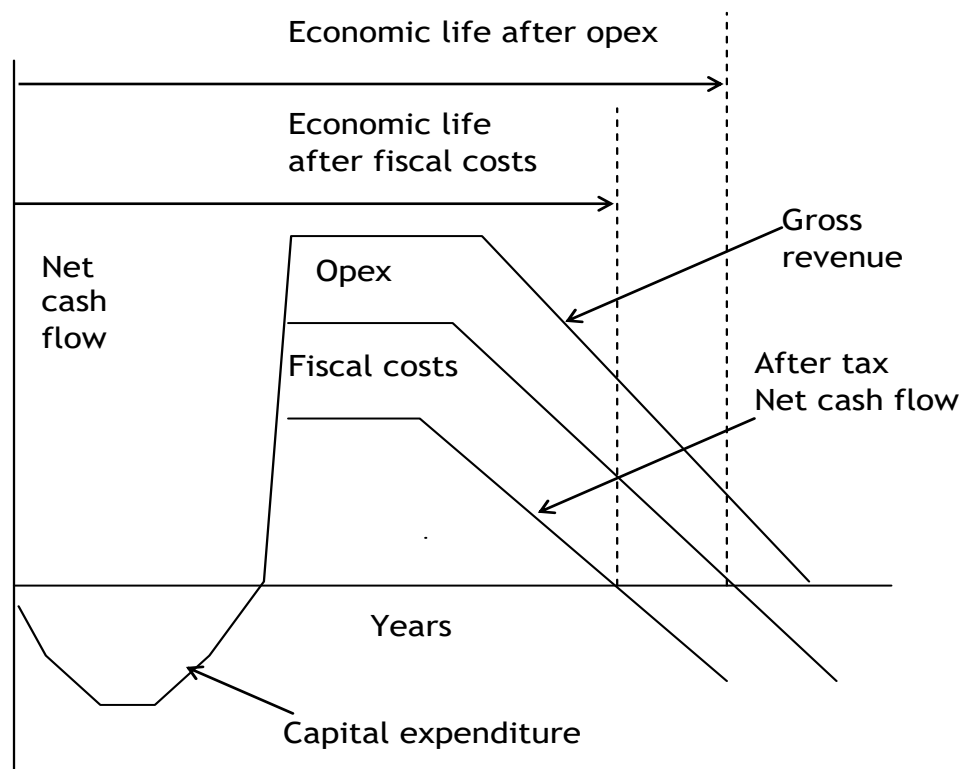 Economic life after opex
Economic life
after fiscal costs
Gross
revenue
Net
cash
flow
Opex
Fiscal costs
After tax
Net cash flow
Years
Capital expenditure